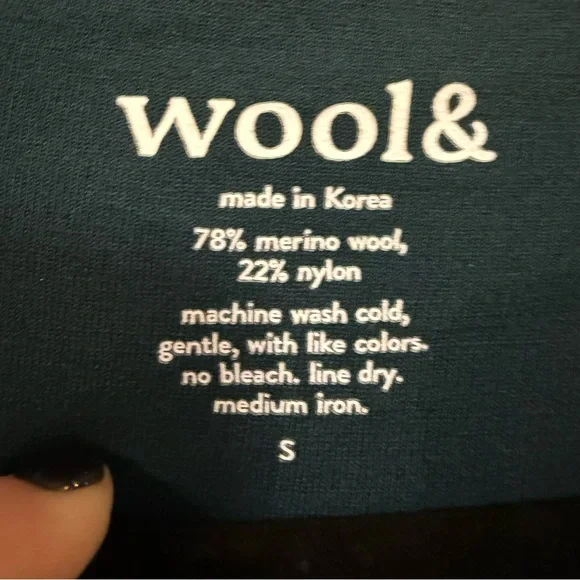 wool&
made in Korea
78% merino wool,
22% nylon
machine wash cold,
gentle, with like colors.
no bleach. line dry.
medium iron.
S